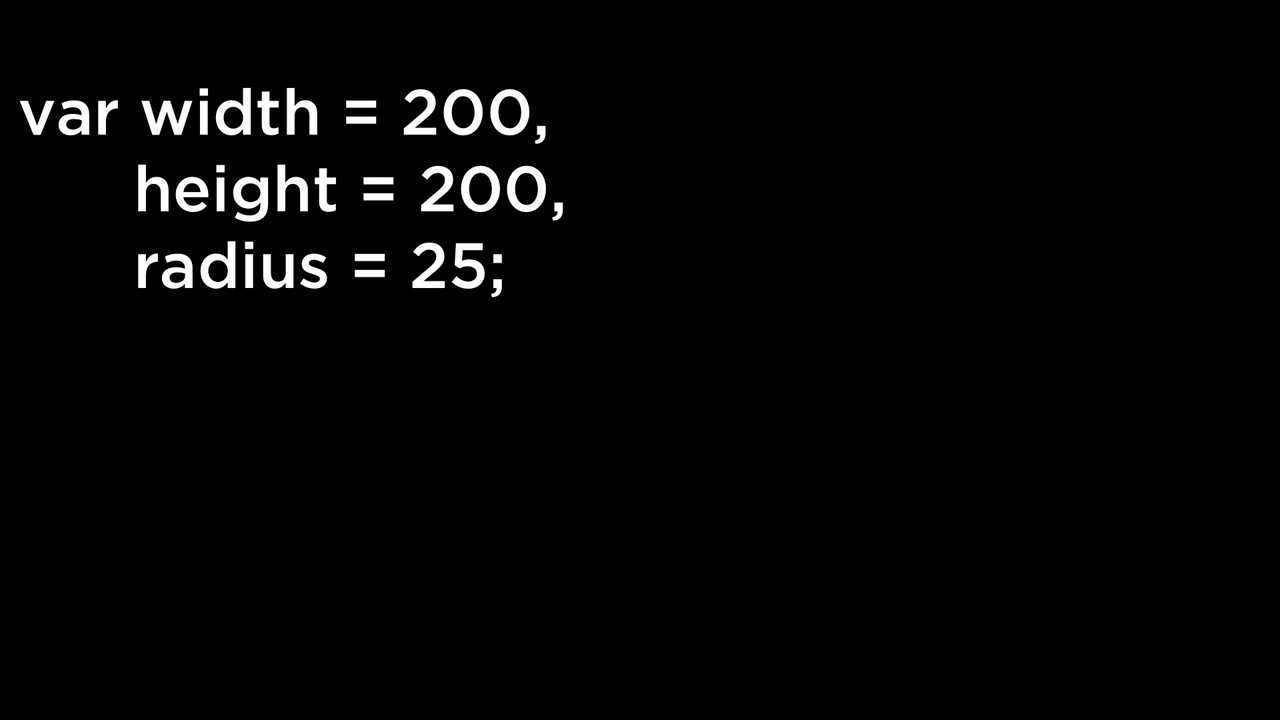 var width = 200,
height = 200,
radius = 25;